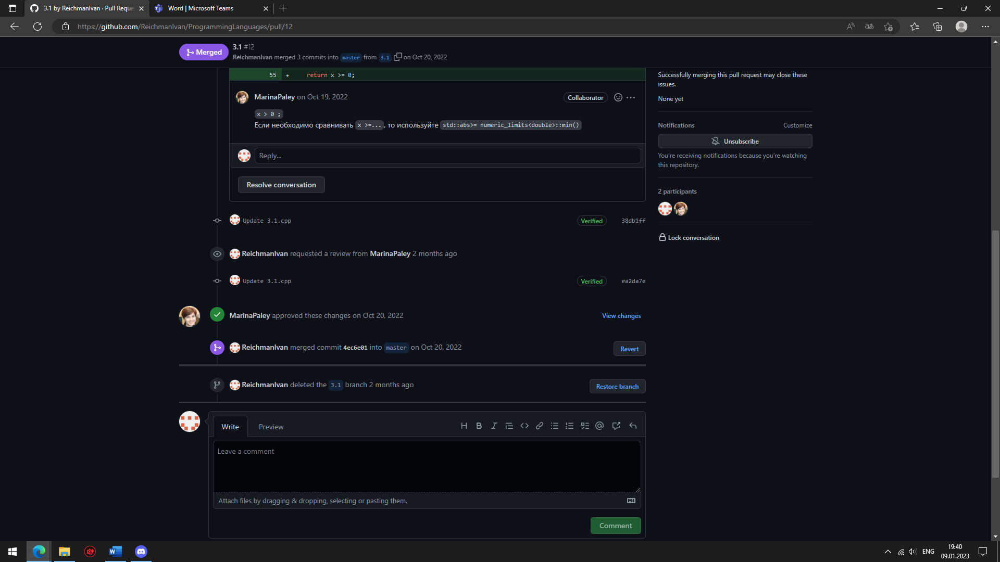 3.1 by ReichmanIvan · Pull Reque
Word | Microsoft Teams
https://github.com/ReichmanIvan/ProgrammingLanguages/pull/12
Merged
3.1 #12
ReichmanIvan merged 3 commits into master from 3.1 on Oct 20, 2022
55 + return x >= 0;
MarinaPaley on Oct 19, 2022
Collaborator
x > 0 ;
Если необходимо сравнивать x >=..., то используйте std::abs>= numeric_limits<double>::min()
Reply...
Resolve conversation
Update 3.1.cpp
Verified
38db1ff
ReichmanIvan requested a review from MarinaPaley 2 months ago
Update 3.1.cpp
Verified
ea2da7e
MarinaPaley approved these changes on Oct 20, 2022
View changes
ReichmanIvan merged commit 4ec6e01 into master on Oct 20, 2022
Revert
ReichmanIvan deleted the 3.1 branch 2 months ago
Restore branch
Write
Preview
Leave a comment
Attach files by dragging & dropping, selecting or pasting them.
Comment
Successfully merging this pull request may close these
issues.
None yet
Notifications
Customize
Unsubscribe
You're receiving notifications because you're watching
this repository.
2 participants
Lock conversation
ENG
19:40
09.01.2023